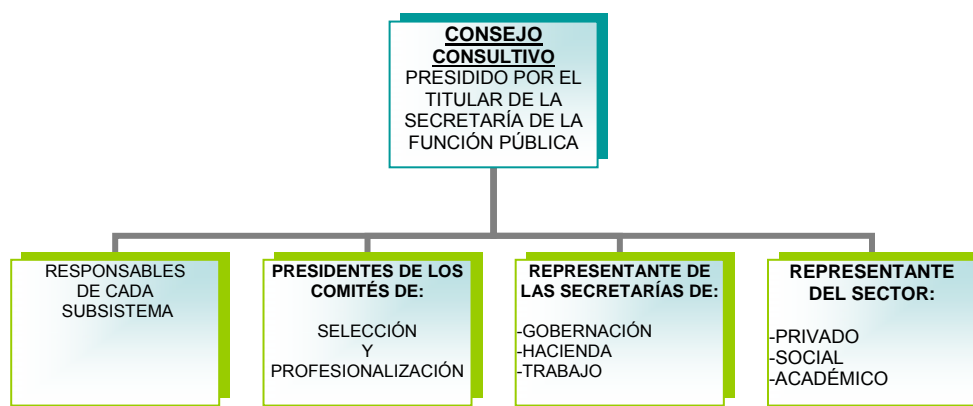 CONSEJO
CONSULTIVO
PRESIDIDO POR EL
TITULAR DE LA
SECRETARÍA DE LA
FUNCIÓN PÚBLICA
RESPONSABLES
DE CADA
SUBSISTEMA
PRESIDENTES DE LOS
COMITÉS DE:
SELECCIÓN
Y
PROFESIONALIZACIÓN
REPRESENTANTE DE
LAS SECRETARÍAS DE:
-GOBERNACIÓN
-HACIENDA
-TRABAJO
REPRESENTANTE
DEL SECTOR:
-PRIVADO
-SOCIAL
-ACADÉMICO